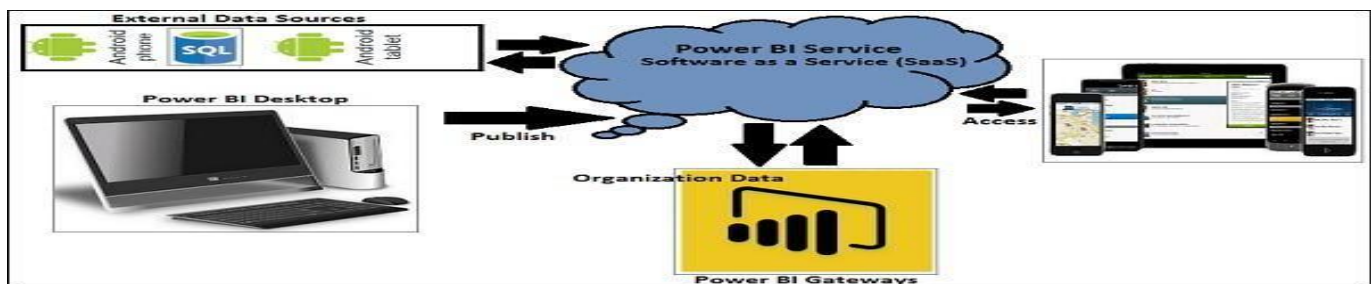 External Data Sources
Android
phone
SQL
Android
tablet
Power BI Service
Software as a Service (SaaS)
Power BI Desktop
Publish
Access
Organization Data
Power BI Gateways